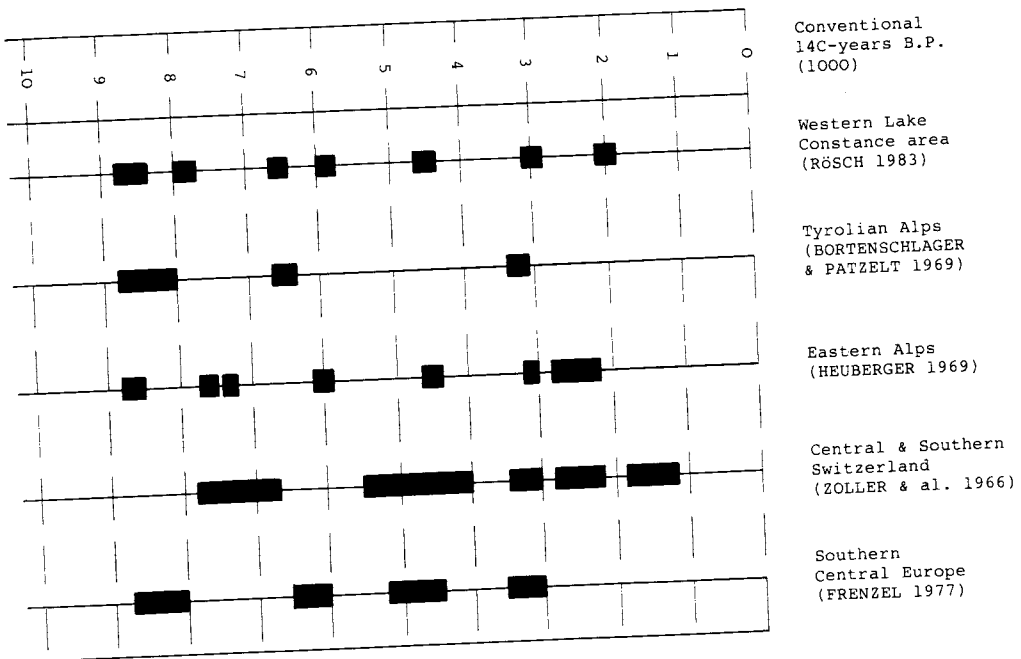 Conventional
14C-years B.P.
(1000)
10 9 8 7 6 5 4 3 2 1 0
Western Lake
Constance area
(RöSCH 1983)
Tyrolian Alps
(BORTENSCHLAGER
& PATZELT 1969)
Eastern Alps
(HEUBERGER 1969)
Central & Southern
Switzerland
(ZOLLER & al. 1966)
Southern
Central Europe
(FRENZEL 1977)